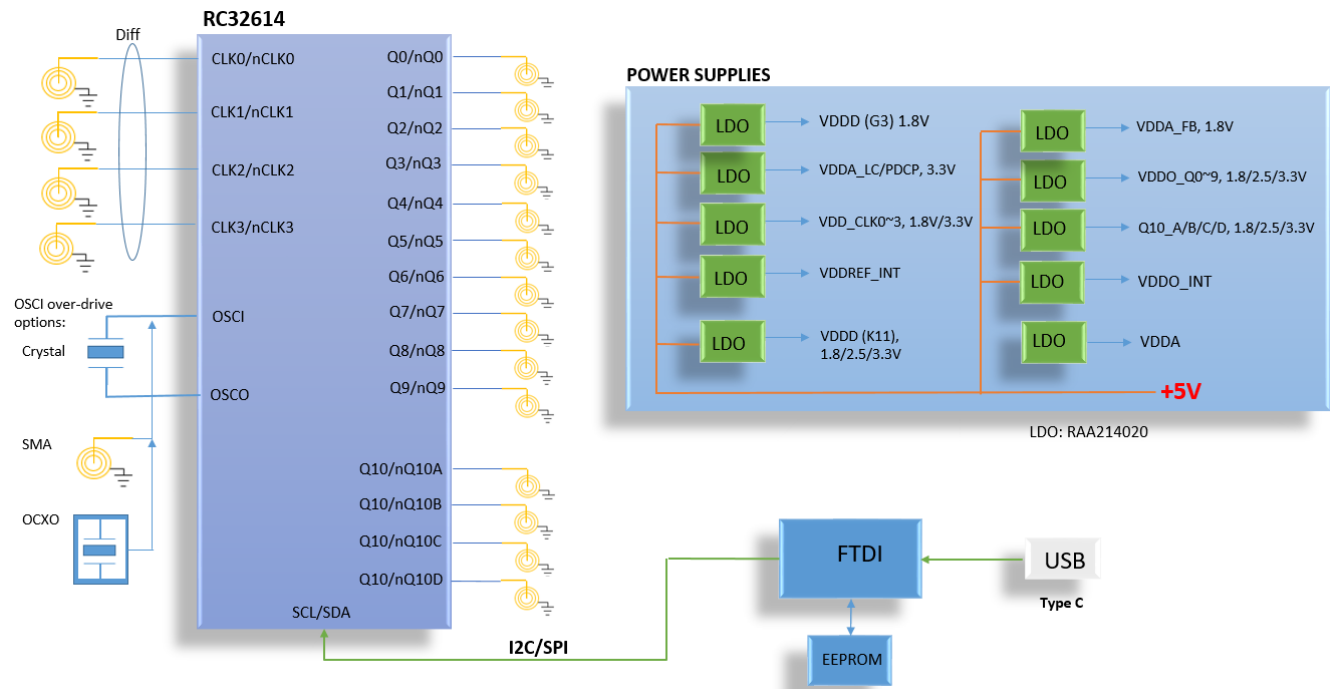 RC32614
Diff
CLK0/nCLK0
CLK1/nCLK1
CLK2/nCLK2
CLK3/nCLK3
OSCI over-drive
options:
Crystal
OSCI
OSCO
SMA
OCXO
Q0/nQ0
Q1/nQ1
Q2/nQ2
Q3/nQ3
Q4/nQ4
Q5/nQ5
Q6/nQ6
Q7/nQ7
Q8/nQ8
Q9/nQ9
Q10/nQ10A
Q10/nQ10B
Q10/nQ10C
Q10/nQ10D
SCL/SDA
I2C/SPI
POWER SUPPLIES
LDO
VDDD (G3) 1.8V
LDO
VDDA_LC/PDCP, 3.3V
LDO
VDD_CLK0~3, 1.8V/3.3V
LDO
VDDREF_INT
LDO
VDDD (K11),
1.8/2.5/3.3V
LDO
VDDA_FB, 1.8V
LDO
VDDO_Q0~9, 1.8/2.5/3.3V
LDO
Q10_A/B/C/D, 1.8/2.5/3.3V
LDO
VDDO_INT
LDO
VDDA
+5V
LDO: RAA214020
FTDI
USB
Type C
EEPROM